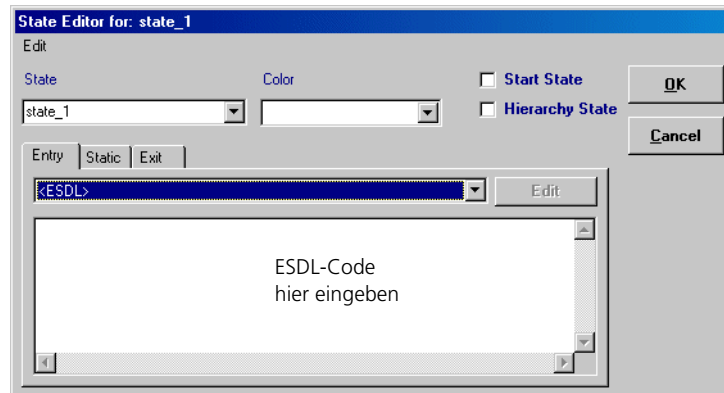 State Editor for: state_1
Edit
State Color Start State OK
state_1 Hierarchy State
Cancel
Entry Static Exit
<ESDL> Edit
ESDL-Code
hier eingeben